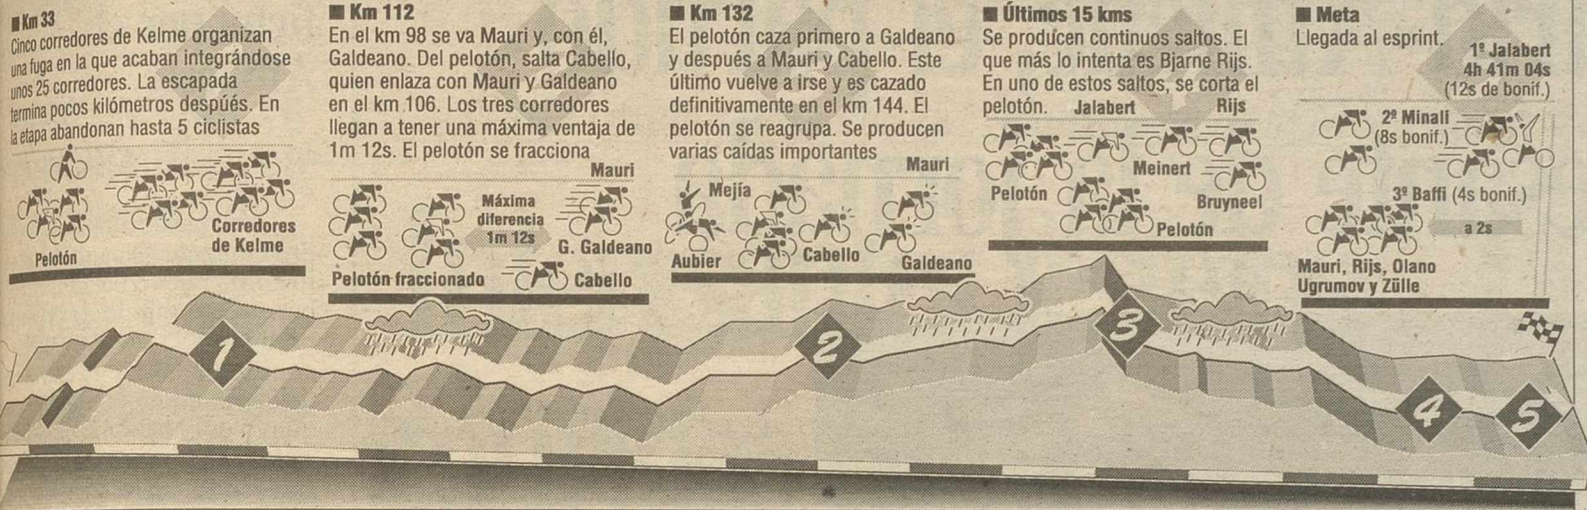 ■ Km 33
Cinco corredores de Kelme organizan
una fuga en la que acaban integrándose
unos 25 corredores. La escapada
termina pocos kilómetros despúés. En
la etapa abandonan hasta 5 ciclistas
Pelotón
Corredores
de Kelme
■ Km 112
En el km 98 se va Mauri y, con él,
Galdeano. Del pelotón, salta Cabello,
quien enlaza con Mauri y Galdeano
en el km 106. Los tres corredores
llegan a tener una máxima ventaja de
1m 12s. El pelotón se fracciona
Mauri
Máxima
diferencia
1m 12s
G. Galdeano
Pelotón fraccionado
Cabello
■ Km 132
El pelotón caza primero a Galdeano
y después a Mauri y Cabello. Este
último vuelve a irse y es cazado
definitivamente en el km 144. El
pelotón se reagrupa. Se producen
varias caídas importantes
Mauri
Mejía
Aubier
Cabello
Galdeano
■ Últimos 15 kms
Se producen continuos saltos. El
que más lo intenta es Bjarne Rijs.
En uno de estos saltos, se corta el
pelotón.
Jalabert
Rijs
Meinert
Pelotón
Bruyneel
Pelotón
■ Meta
Llegada al esprint.
1º Jalabert
4h 41m 04s
(12s de bonif.)
2º Minali
(8s bonif.)
3º Baffi (4s bonif.)
a 2s
Mauri, Rijs, Olano
Ugrumov y Zülle
1
2
3
4
5